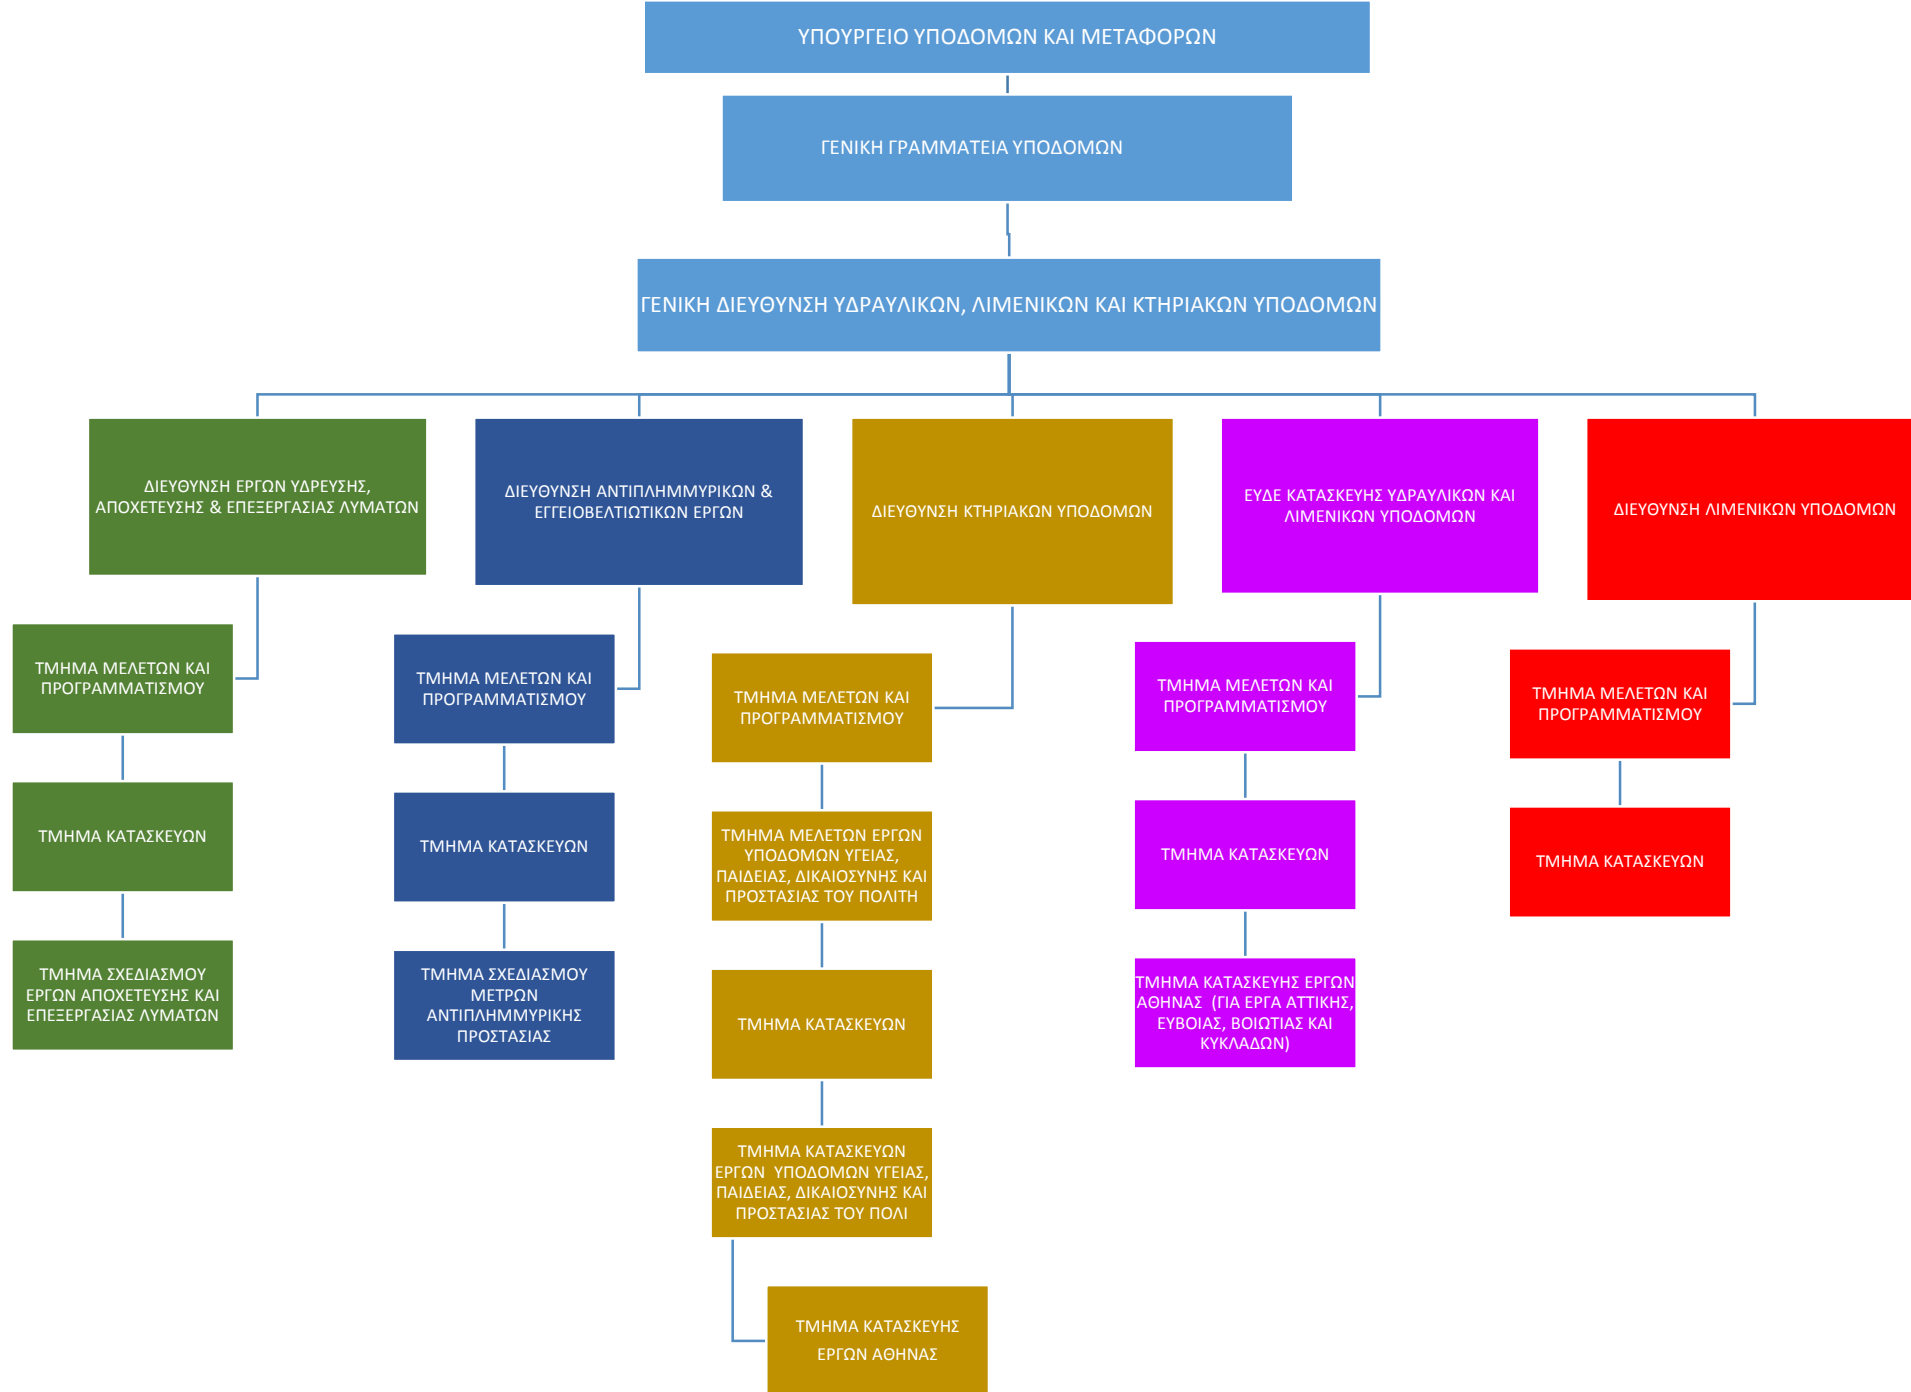 ΥΠΟΥΡΓΕΙΟ ΥΠΟΔΟΜΩΝ ΚΑΙ ΜΕΤΑΦΟΡΩΝ
ΓΕΝΙΚΗ ΓΡΑΜΜΑΤΕΙΑ ΥΠΟΔΟΜΩΝ
ΓΕΝΙΚΗ ΔΙΕΥΘΥΝΣΗ ΥΔΡΑΥΛΙΚΩΝ, ΛΙΜΕΝΙΚΩΝ ΚΑΙ ΚΤΗΡΙΑΚΩΝ ΥΠΟΔΟΜΩΝ
ΔΙΕΥΘΥΝΣΗ ΕΡΓΩΝ ΥΔΡΕΥΣΗΣ,
ΑΠΟΧΕΤΕΥΣΗΣ & ΕΠΕΞΕΡΓΑΣΙΑΣ ΛΥΜΑΤΩΝ
ΤΜΗΜΑ ΜΕΛΕΤΩΝ ΚΑΙ
ΠΡΟΓΡΑΜΜΑΤΙΣΜΟΥ
ΤΜΗΜΑ ΚΑΤΑΣΚΕΥΩΝ
ΤΜΗΜΑ ΣΧΕΔΙΑΣΜΟΥ
ΕΡΓΩΝ ΑΠΟΧΕΤΕΥΣΗΣ ΚΑΙ
ΕΠΕΞΕΡΓΑΣΙΑΣ ΛΥΜΑΤΩΝ
ΔΙΕΥΘΥΝΣΗ ΑΝΤΙΠΛΗΜΜΥΡΙΚΩΝ &
ΕΓΓΕΙΟΒΕΛΤΙΩΤΙΚΩΝ ΕΡΓΩΝ
ΤΜΗΜΑ ΜΕΛΕΤΩΝ ΚΑΙ
ΠΡΟΓΡΑΜΜΑΤΙΣΜΟΥ
ΤΜΗΜΑ ΚΑΤΑΣΚΕΥΩΝ
ΤΜΗΜΑ ΣΧΕΔΙΑΣΜΟΥ
ΜΕΤΡΩΝ
ΑΝΤΙΠΛΗΜΜΥΡΙΚΗΣ
ΠΡΟΣΤΑΣΙΑΣ
ΔΙΕΥΘΥΝΣΗ ΚΤΗΡΙΑΚΩΝ ΥΠΟΔΟΜΩΝ
ΤΜΗΜΑ ΜΕΛΕΤΩΝ ΚΑΙ
ΠΡΟΓΡΑΜΜΑΤΙΣΜΟΥ
ΤΜΗΜΑ ΜΕΛΕΤΩΝ ΕΡΓΩΝ
ΥΠΟΔΟΜΩΝ ΥΓΕΙΑΣ,
ΠΑΙΔΕΙΑΣ, ΔΙΚΑΙΟΣΥΝΗΣ ΚΑΙ
ΠΡΟΣΤΑΣΙΑΣ ΤΟΥ ΠΟΛΙΤΗ
ΤΜΗΜΑ ΚΑΤΑΣΚΕΥΩΝ
ΤΜΗΜΑ ΚΑΤΑΣΚΕΥΩΝ
ΕΡΓΩΝ ΥΠΟΔΟΜΩΝ ΥΓΕΙΑΣ,
ΠΑΙΔΕΙΑΣ, ΔΙΚΑΙΟΣΥΝΗΣ ΚΑΙ
ΠΡΟΣΤΑΣΙΑΣ ΤΟΥ ΠΟΛΙ
ΤΜΗΜΑ ΚΑΤΑΣΚΕΥΗΣ
ΕΡΓΩΝ ΑΘΗΝΑΣ
ΕΥΔΕ ΚΑΤΑΣΚΕΥΗΣ ΥΔΡΑΥΛΙΚΩΝ ΚΑΙ
ΛΙΜΕΝΙΚΩΝ ΥΠΟΔΟΜΩΝ
ΤΜΗΜΑ ΜΕΛΕΤΩΝ ΚΑΙ
ΠΡΟΓΡΑΜΜΑΤΙΣΜΟΥ
ΤΜΗΜΑ ΚΑΤΑΣΚΕΥΩΝ
ΤΜΗΜΑ ΚΑΤΑΣΚΕΥΗΣ ΕΡΓΩΝ
ΑΘΗΝΑΣ (ΓΙΑ ΕΡΓΑ ΑΤΤΙΚΗΣ,
ΕΥΒΟΙΑΣ, ΒΟΙΩΤΙΑΣ ΚΑΙ
ΚΥΚΛΑΔΩΝ)
ΔΙΕΥΘΥΝΣΗ ΛΙΜΕΝΙΚΩΝ ΥΠΟΔΟΜΩΝ
ΤΜΗΜΑ ΜΕΛΕΤΩΝ ΚΑΙ
ΠΡΟΓΡΑΜΜΑΤΙΣΜΟΥ
ΤΜΗΜΑ ΚΑΤΑΣΚΕΥΩΝ